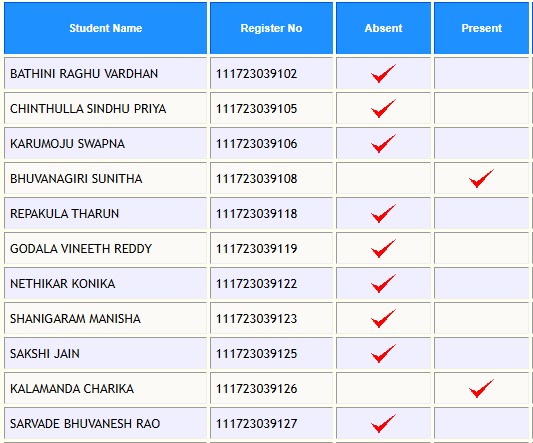 Student Name Register No Absent Present
BATHINI RAGHU VARDHAN 111723039102
CHINTHULLA SINDHU PRIYA 111723039105
KARUMOJU SWAPNA 111723039106
BHUVANAGIRI SUNITHA 111723039108
REPAKULA THARUN 111723039118
GODALA VINEETH REDDY 111723039119
NETHIKAR KONIKA 111723039122
SHANIGARAM MANISHA 111723039123
SAKSHI JAIN 111723039125
KALAMANDA CHARIKA 111723039126
SARVADE BHUVANESH RAO 111723039127